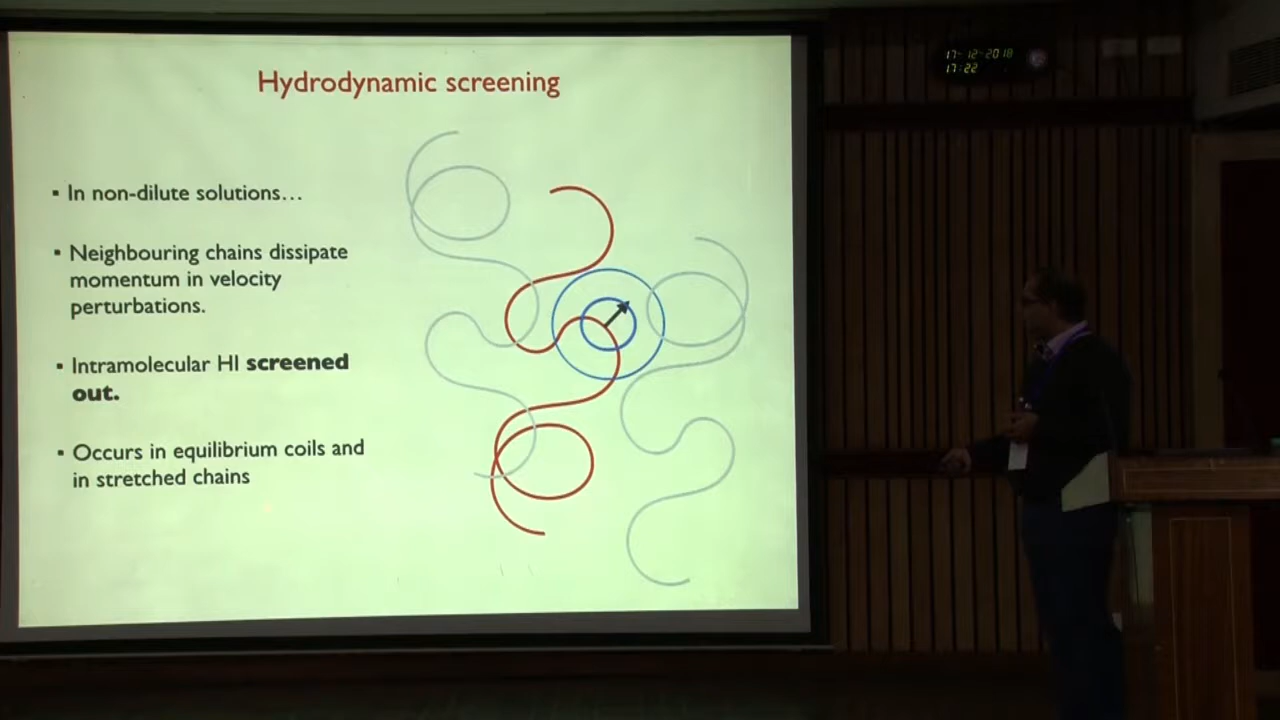 Hydrodynamic screening
▪ In non-dilute solutions…
▪ Neighbouring chains dissipate
momentum in velocity
perturbations.
▪ Intramolecular HI screened
out.
▪ Occurs in equilibrium coils and
in stretched chains
17-12-2018
17:22